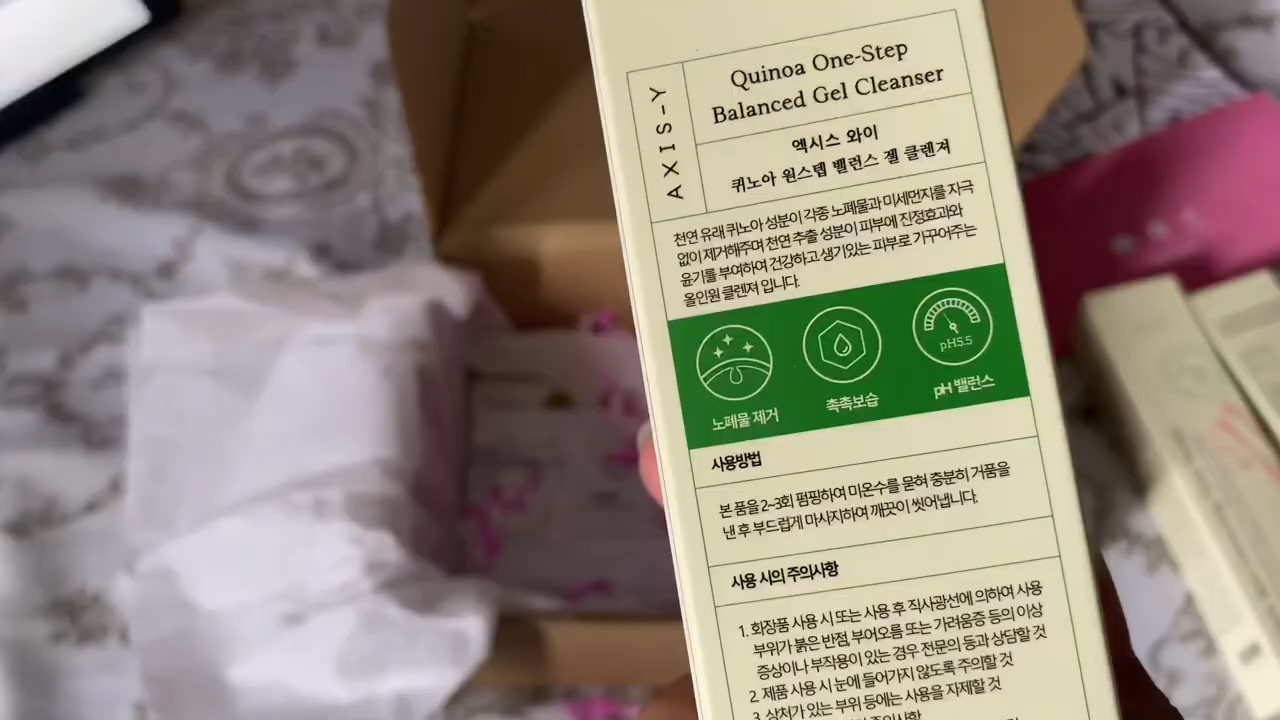 AXIS-Y
Quinoa One-Step
Balanced Gel Cleanser
엑시스 와이
퀴노아 원스텝 밸런스 젤 클렌져
천연 유래 퀴노아 성분이 각종 노폐물과 미세먼지를 자극
없이 제거해주며 천연 추출 성분이 피부에 진정효과와
윤기를 부여하여 건강하고 생기있는 피부로 가꾸어주는
올인원 클렌져 입니다.
pH5.5
노폐물 제거
촉촉보습
pH 밸런스
사용방법
본 품을 2~3회 펌핑하여 미온수를 묻혀 충분히 거품을
낸 후 부드럽게 마사지하여 깨끗이 씻어냅니다.
사용 시의 주의사항
1. 화장품 사용 시 또는 사용 후 직사광선에 의하여 사용
부위가 붉은 반점, 부어오름 또는 가려움증 등의 이상
증상이나 부작용이 있는 경우 전문의 등과 상담할 것
2. 제품 사용 시 눈에 들어가지 않도록 주의할 것
3. 상처가 있는 부위 등에는 사용을 자제할 것
주의사항